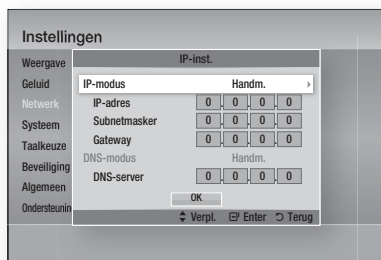 Instellingen
Weergave
Geluid
Netwerk
Systeem
Taalkeuze
Beveiliging
Algemeen
Ondersteunin
IP-inst.
IP-modus Handm.
IP-adres 0 . 0 . 0 . 0
Subnetmasker 0 . 0 . 0 . 0
Gateway 0 . 0 . 0 . 0
DNS-modus Handm.
DNS-server 0 . 0 . 0 . 0
OK
Verpl. Enter Terug